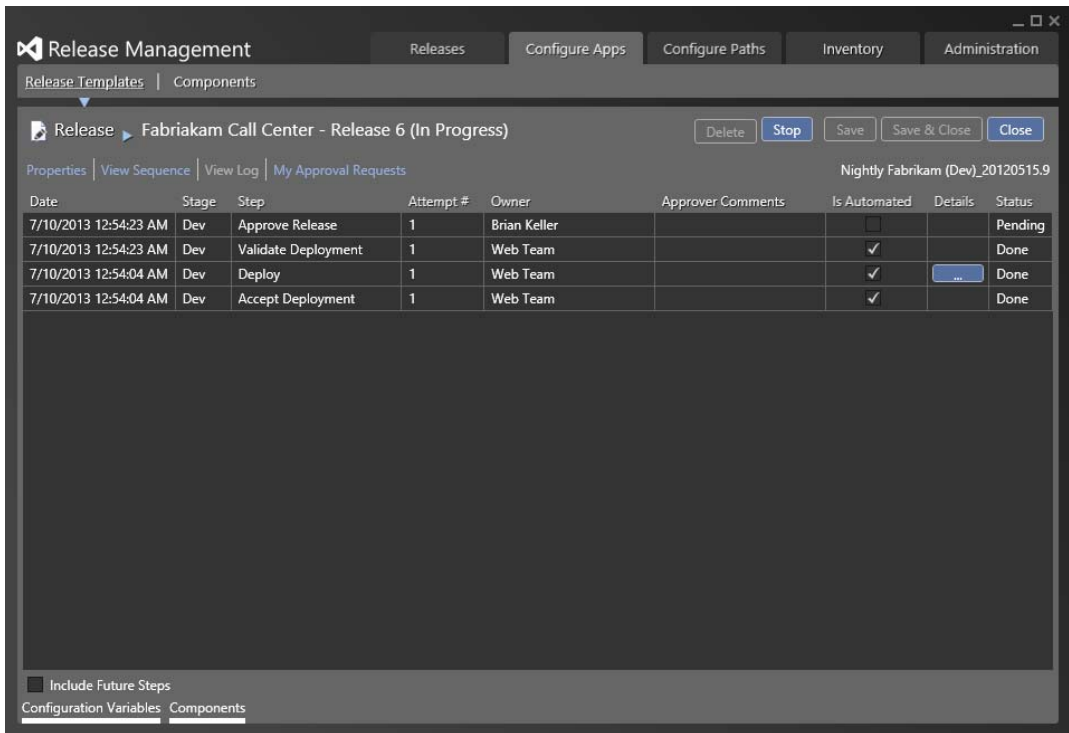 Release Management
Releases
Configure Apps
Configure Paths
Inventory
Administration
Release Templates | Components
Release Fabriakam Call Center - Release 6 (In Progress)
Delete Stop Save Save & Close Close
Properties | View Sequence | View Log | My Approval Requests
Nightly Fabrikam (Dev)_20120515.9
Date Stage Step Attempt # Owner Approver Comments Is Automated Details Status
7/10/2013 12:54:23 AM Dev Approve Release 1 Brian Keller Pending
7/10/2013 12:54:23 AM Dev Validate Deployment 1 Web Team Done
7/10/2013 12:54:04 AM Dev Deploy 1 Web Team ... Done
7/10/2013 12:54:04 AM Dev Accept Deployment 1 Web Team Done
Include Future Steps
Configuration Variables Components